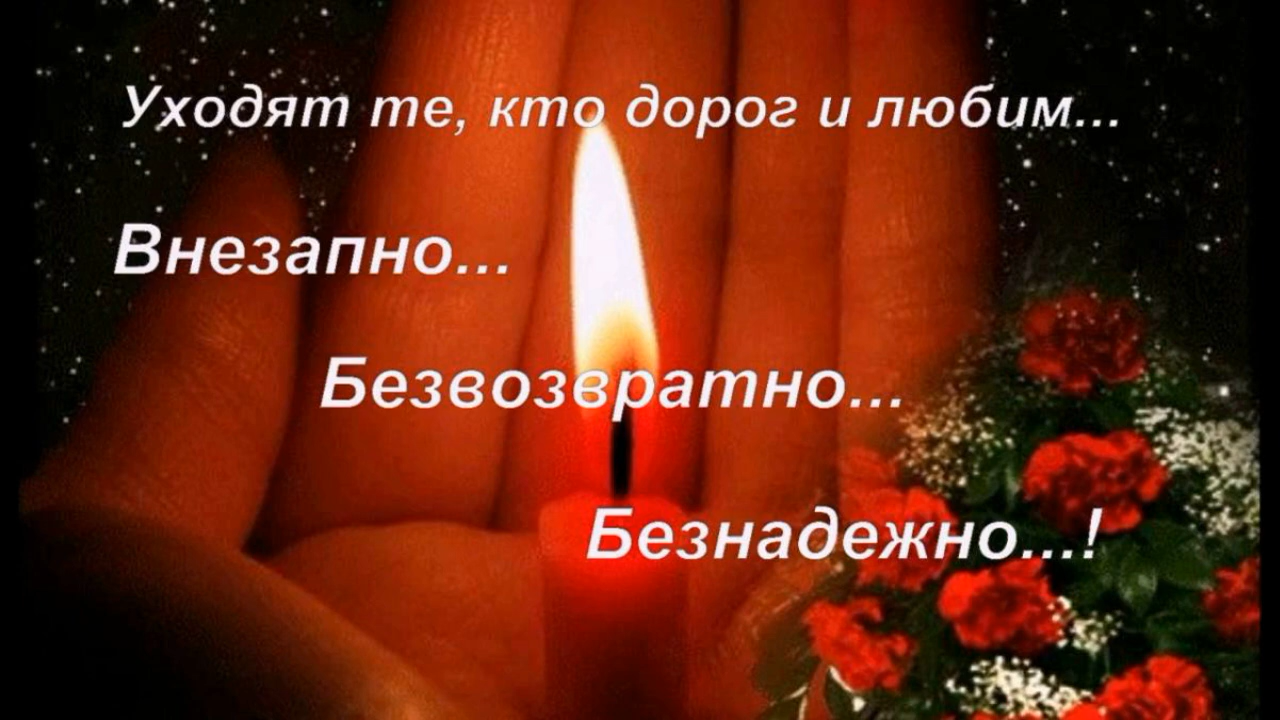 Уходят те, кто дорог и любим...
Внезапно...
Безвозвратно...
Безнадежно...!